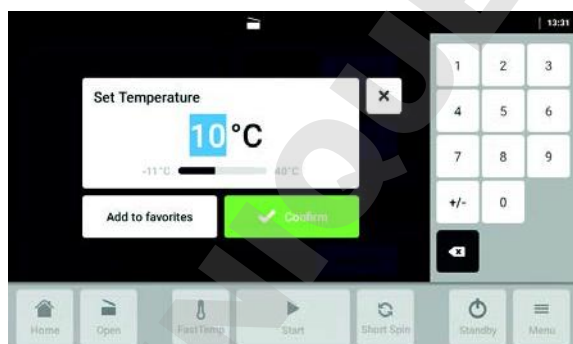 13:31
Set Temperature
10 °C
-11°C 40°C
Add to favorites
Confirm
1 2 3
4 5 6
7 8 9
+/- 0
Home Open FastTemp Start Short Spin Standby Menu